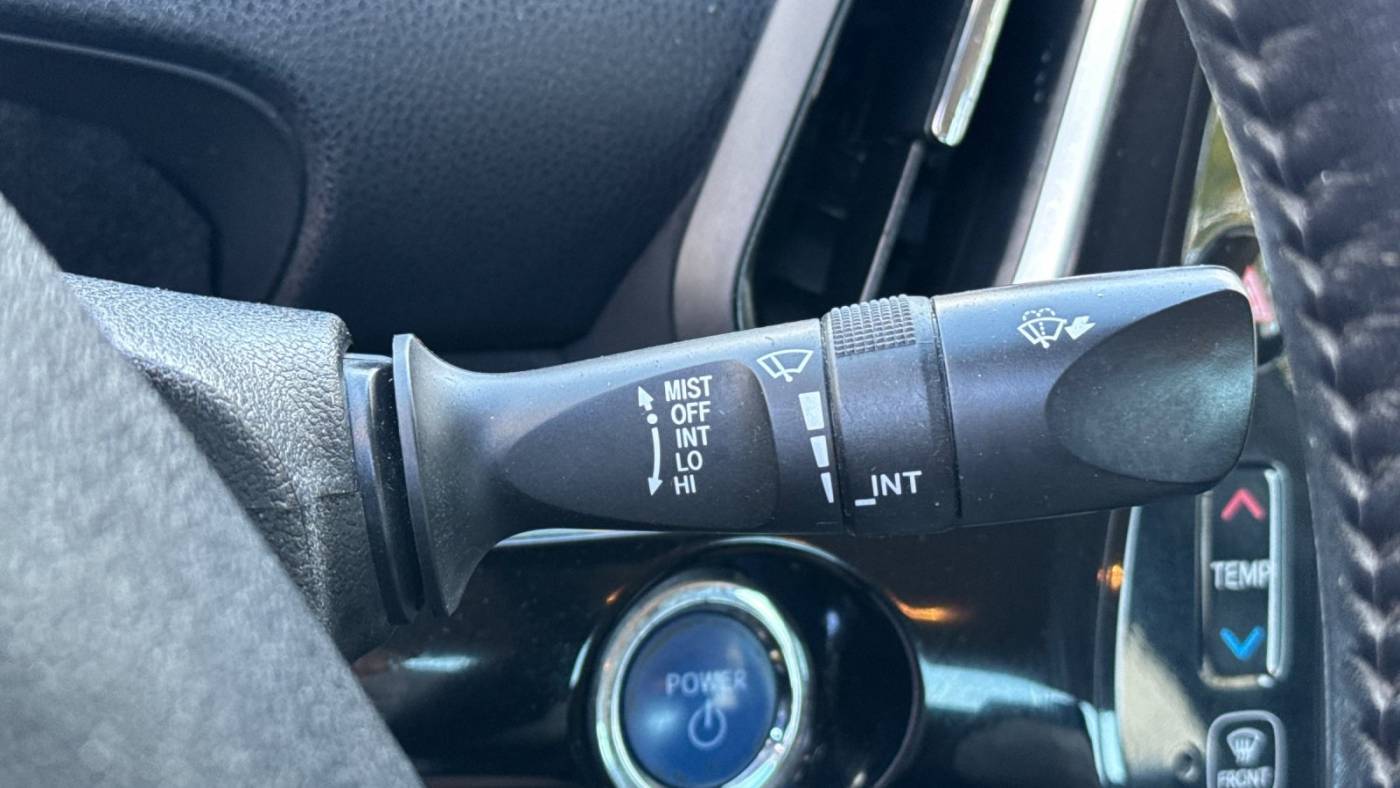 MIST
OFF
INT
LO
HI
INT
TEMP
POWER
FRONT